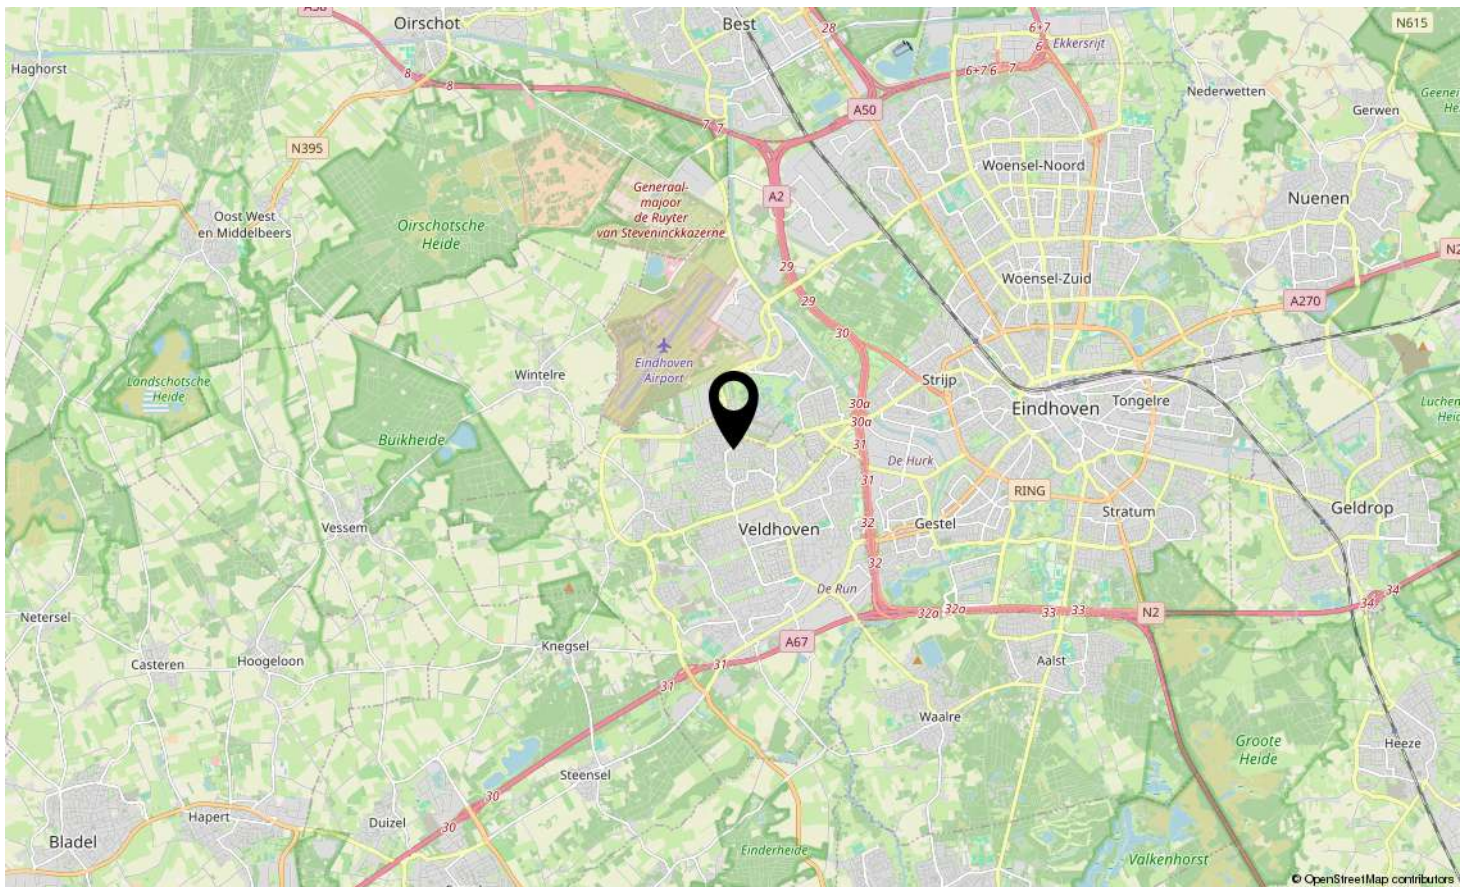 Oirschot
Best
28
6+7
6
Ekkersrijt
N615
Haghorst
8
8
6+7
6
7
Nederwetten
A50
Gerwen
7
7
N395
Woensel-Noord
Generaal-
majoor
de Ruyter
van Steveninckkazerne
A2
Nuenen
Oost West
en Middelbeers
Oirschotsche
Heide
29
Woensel-Zuid
29
A270
30
Eindhoven
Airport
Wintelre
Landschotsche
Heide
Strijp
30a
Eindhoven
Tongelre
30a
Buikheide
31
De Hurk
31
RING
Geldrop
Vessem
Veldhoven
32
Gestel
Stratum
32
De Run
34
34
Netersel
32a
32a
33
33
N2
A67
Knegsel
Casteren
Hoogeloon
31
31
Aalst
Waalre
Groote
Heide
Heeze
Steensel
30
30
Hapert
Duizel
Bladel
Einderheide
Valkenhorst
© OpenStreetMap contributors